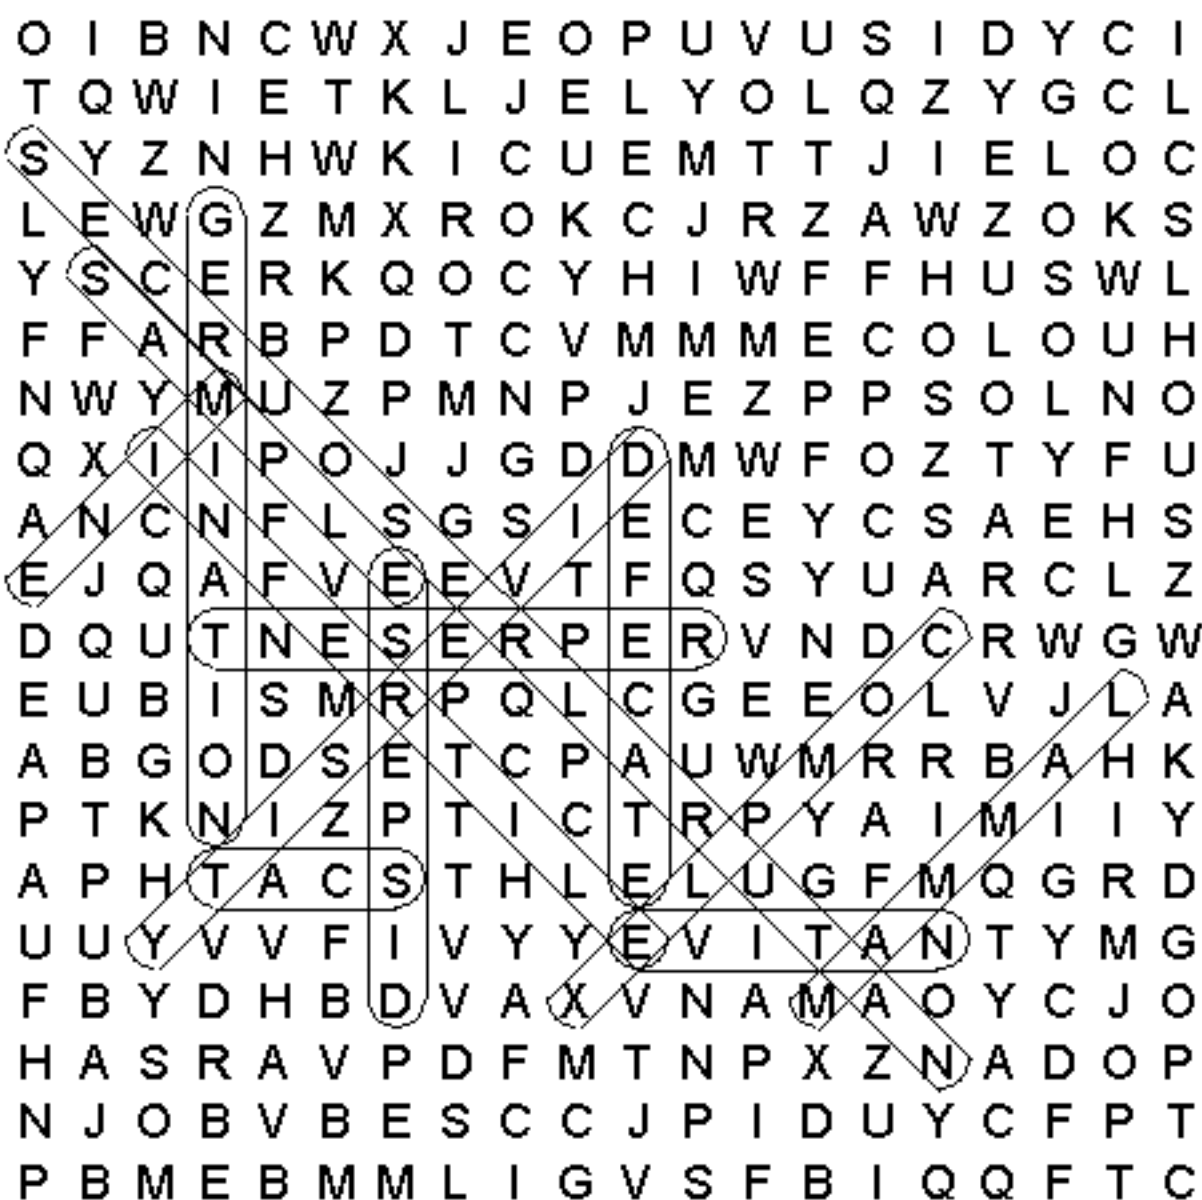 O I B N C W X J E O P U V U S I D Y C I
T Q W I E T K L J E L Y O L Q Z Y G C L
S Y Z N H W K I C U E M T T J I E L O C
L E W G Z M X R O K C J R Z A W Z O K S
Y S C E R K Q O C Y H I W F F H U S W L
F F A R B P D T C V M M M E C O L O U H
N W Y M U Z P M N P J E Z P P S O L N O
Q X I I P O J J G D D M W F O Z T Y F U
A N C N F L S G S I E C E Y C S A E H S
E J Q A F V E E V T F Q S Y U A R C L Z
D Q U T N E S E R P E R V N D C R W G W
E U B I S M R P Q L C G E E O L V J L A
A B G O D S E T C P A U W M R R B A H K
P T K N I Z P T I C T R P Y A I M I I Y
A P H T A C S T H L E L U G F M Q G R D
U U Y V V F I V Y Y E V I T A N T Y M G
F B Y D H B D V A X V N A M A O Y C J O
H A S R A V P D F M T N P X Z N A D O P
N J O B V B E S C C J P I D U Y C F P T
P B M E B M M L I G V S F B I Q Q F T C